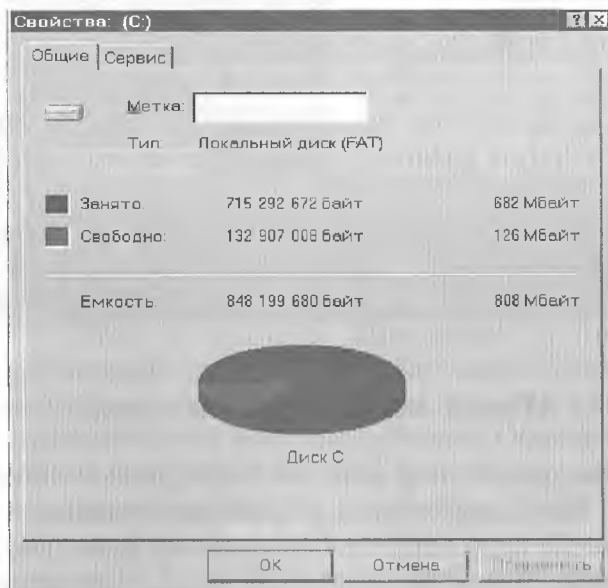 Свойства: (C:)
? ×
Общие Сервис
Метка:
Тип: Локальный диск (FAT)
Занято: 715 292 672 байт 682 Мбайт
Свободно: 132 907 008 байт 126 Мбайт
Емкость: 848 199 680 байт 808 Мбайт
Диск C
OK Отмена Применить